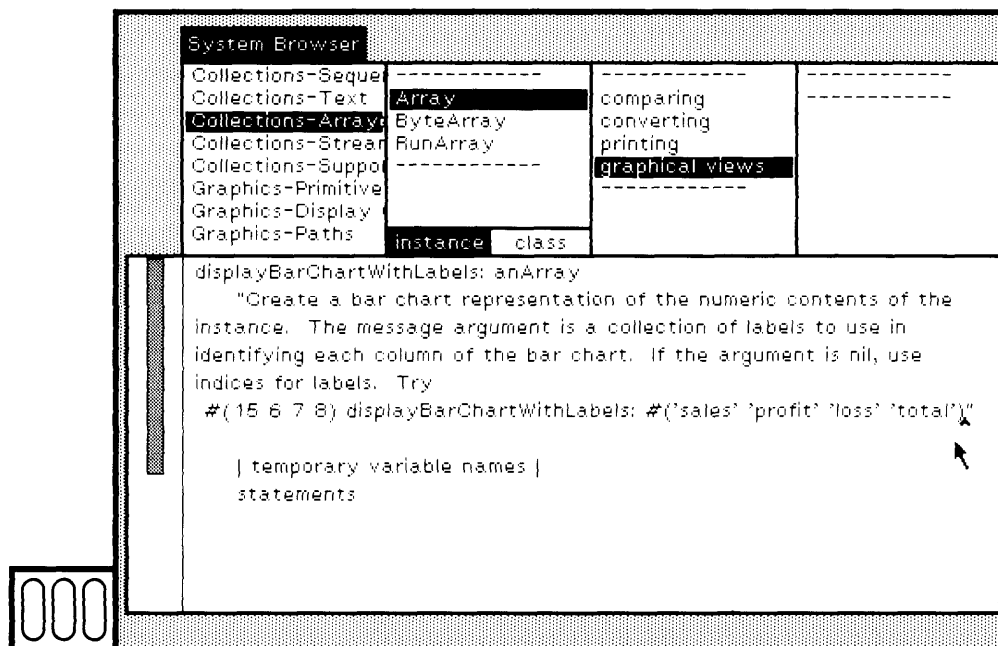 System Browser
Collections-Seque
Collections-Text
Collections-Array
Collections-Strear
Collections-Suppo
Graphics-Primitive
Graphics-Display
Graphics-Paths
-------------
Array
ByteArray
RunArray
-------------
instance class
-------------
comparing
converting
printing
graphical views
-------------
-------------
-------------
displayBarChartWithLabels: anArray
"Create a bar chart representation of the numeric contents of the
instance. The message argument is a collection of labels to use in
identifying each column of the bar chart. If the argument is nil, use
indices for labels. Try
#(15 6 7 8) displayBarChartWithLabels: #('sales' 'profit' 'loss' 'total')"
| temporary variable names |
statements